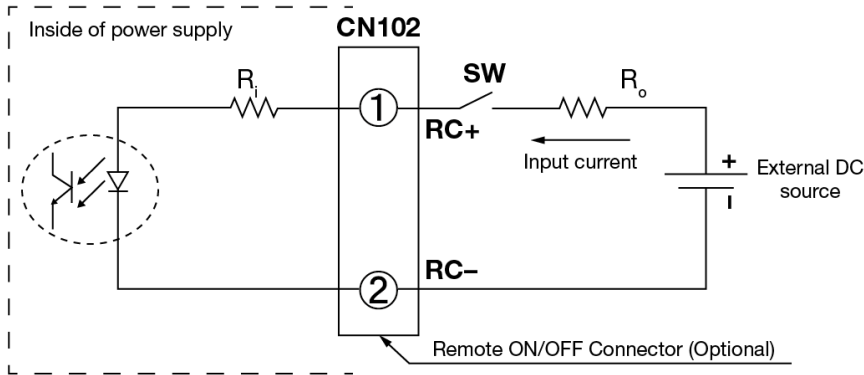 Inside of power supply
CN102
Ri
1
SW
Ro
RC+
Input current
+
External DC
source
2
RC–
Remote ON/OFF Connector (Optional)